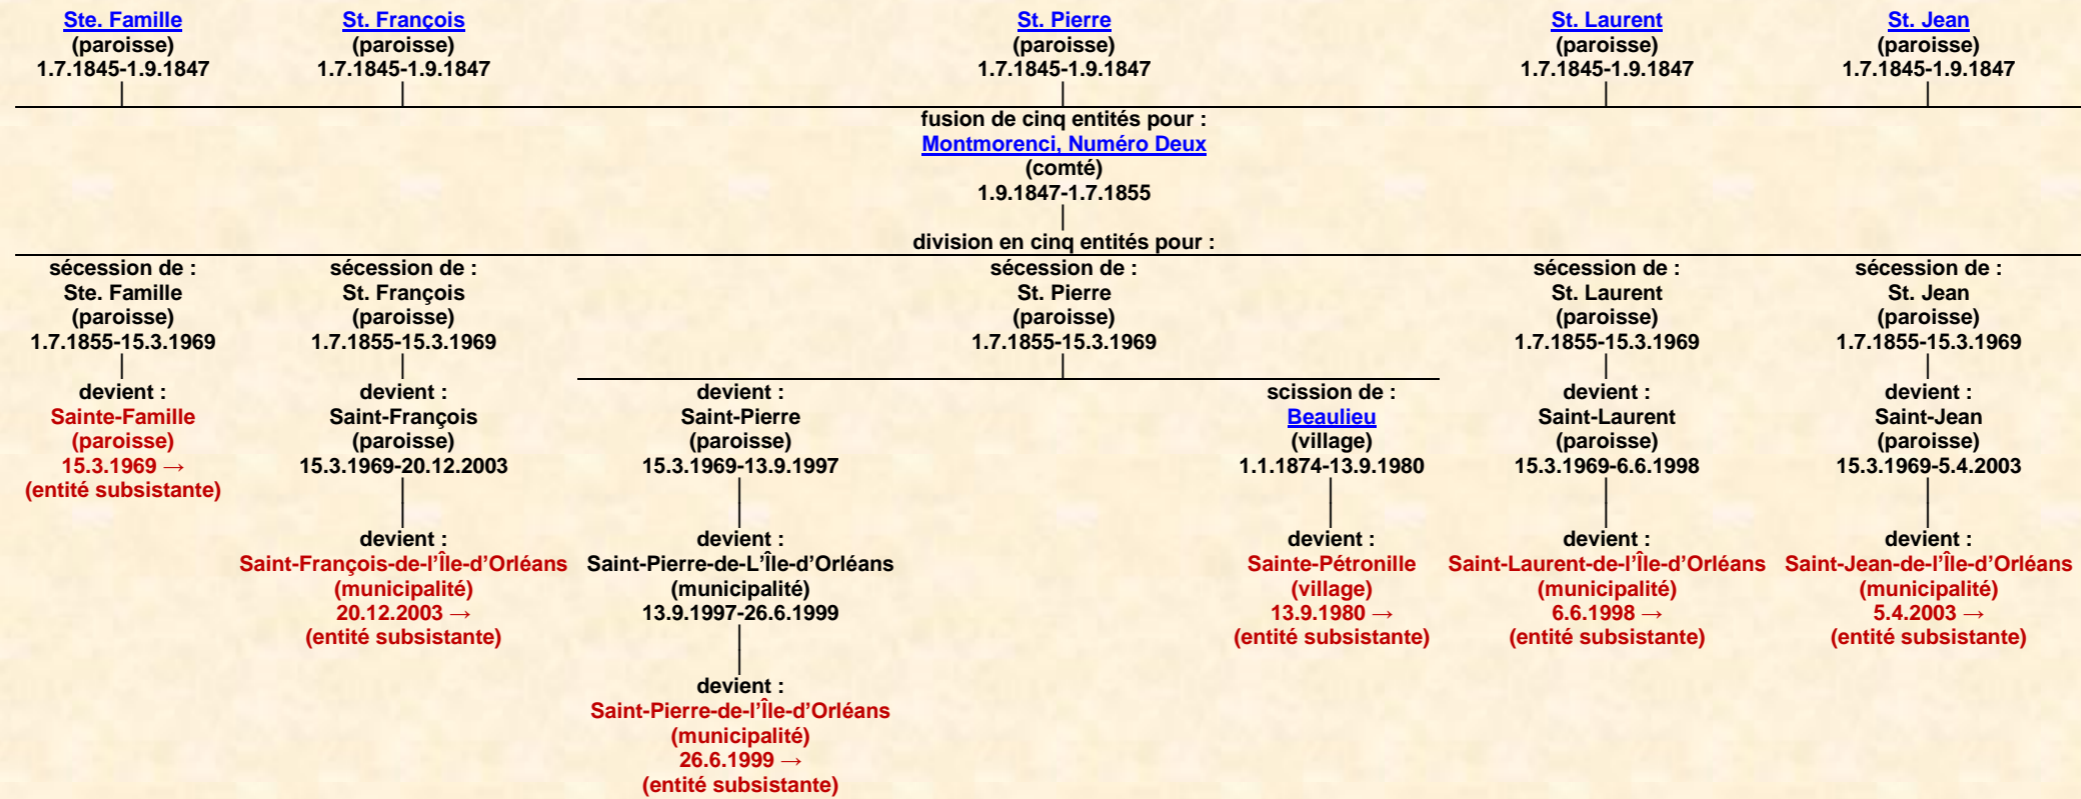 Ste. Famille
(paroisse)
1.7.1845-1.9.1847
St. François
(paroisse)
1.7.1845-1.9.1847
St. Pierre
(paroisse)
1.7.1845-1.9.1847
St. Laurent
(paroisse)
1.7.1845-1.9.1847
St. Jean
(paroisse)
1.7.1845-1.9.1847
fusion de cinq entités pour :
Montmorenci, Numéro Deux
(comté)
1.9.1847-1.7.1855
division en cinq entités pour :
sécession de :
Ste. Famille
(paroisse)
1.7.1855-15.3.1969
sécession de :
St. François
(paroisse)
1.7.1855-15.3.1969
sécession de :
St. Pierre
(paroisse)
1.7.1855-15.3.1969
sécession de :
St. Laurent
(paroisse)
1.7.1855-15.3.1969
sécession de :
St. Jean
(paroisse)
1.7.1855-15.3.1969
devient :
Sainte-Famille
(paroisse)
15.3.1969 →
(entité subsistante)
devient :
Saint-François
(paroisse)
15.3.1969-20.12.2003
devient :
Saint-Pierre
(paroisse)
15.3.1969-13.9.1997
scission de :
Beaulieu
(village)
1.1.1874-13.9.1980
devient :
Saint-Laurent
(paroisse)
15.3.1969-6.6.1998
devient :
Saint-Jean
(paroisse)
15.3.1969-5.4.2003
devient :
Saint-François-de-l’Île-d’Orléans
(municipalité)
20.12.2003 →
(entité subsistante)
devient :
Saint-Pierre-de-L’Île-d’Orléans
(municipalité)
13.9.1997-26.6.1999
devient :
Sainte-Pétronille
(village)
13.9.1980 →
(entité subsistante)
devient :
Saint-Laurent-de-l’Île-d’Orléans
(municipalité)
6.6.1998 →
(entité subsistante)
devient :
Saint-Jean-de-l’Île-d’Orléans
(municipalité)
5.4.2003 →
(entité subsistante)
devient :
Saint-Pierre-de-l’Île-d’Orléans
(municipalité)
26.6.1999 →
(entité subsistante)